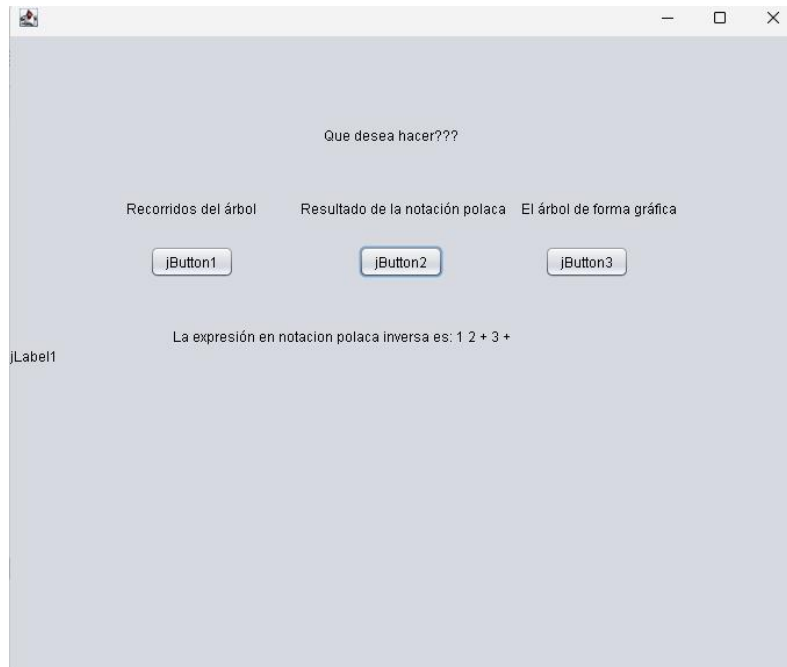 Que desea hacer???
Recorridos del árbol
Resultado de la notación polaca
El árbol de forma gráfica
jButton1
jButton2
jButton3
La expresión en notacion polaca inversa es: 1 2 + 3 +
jLabel1